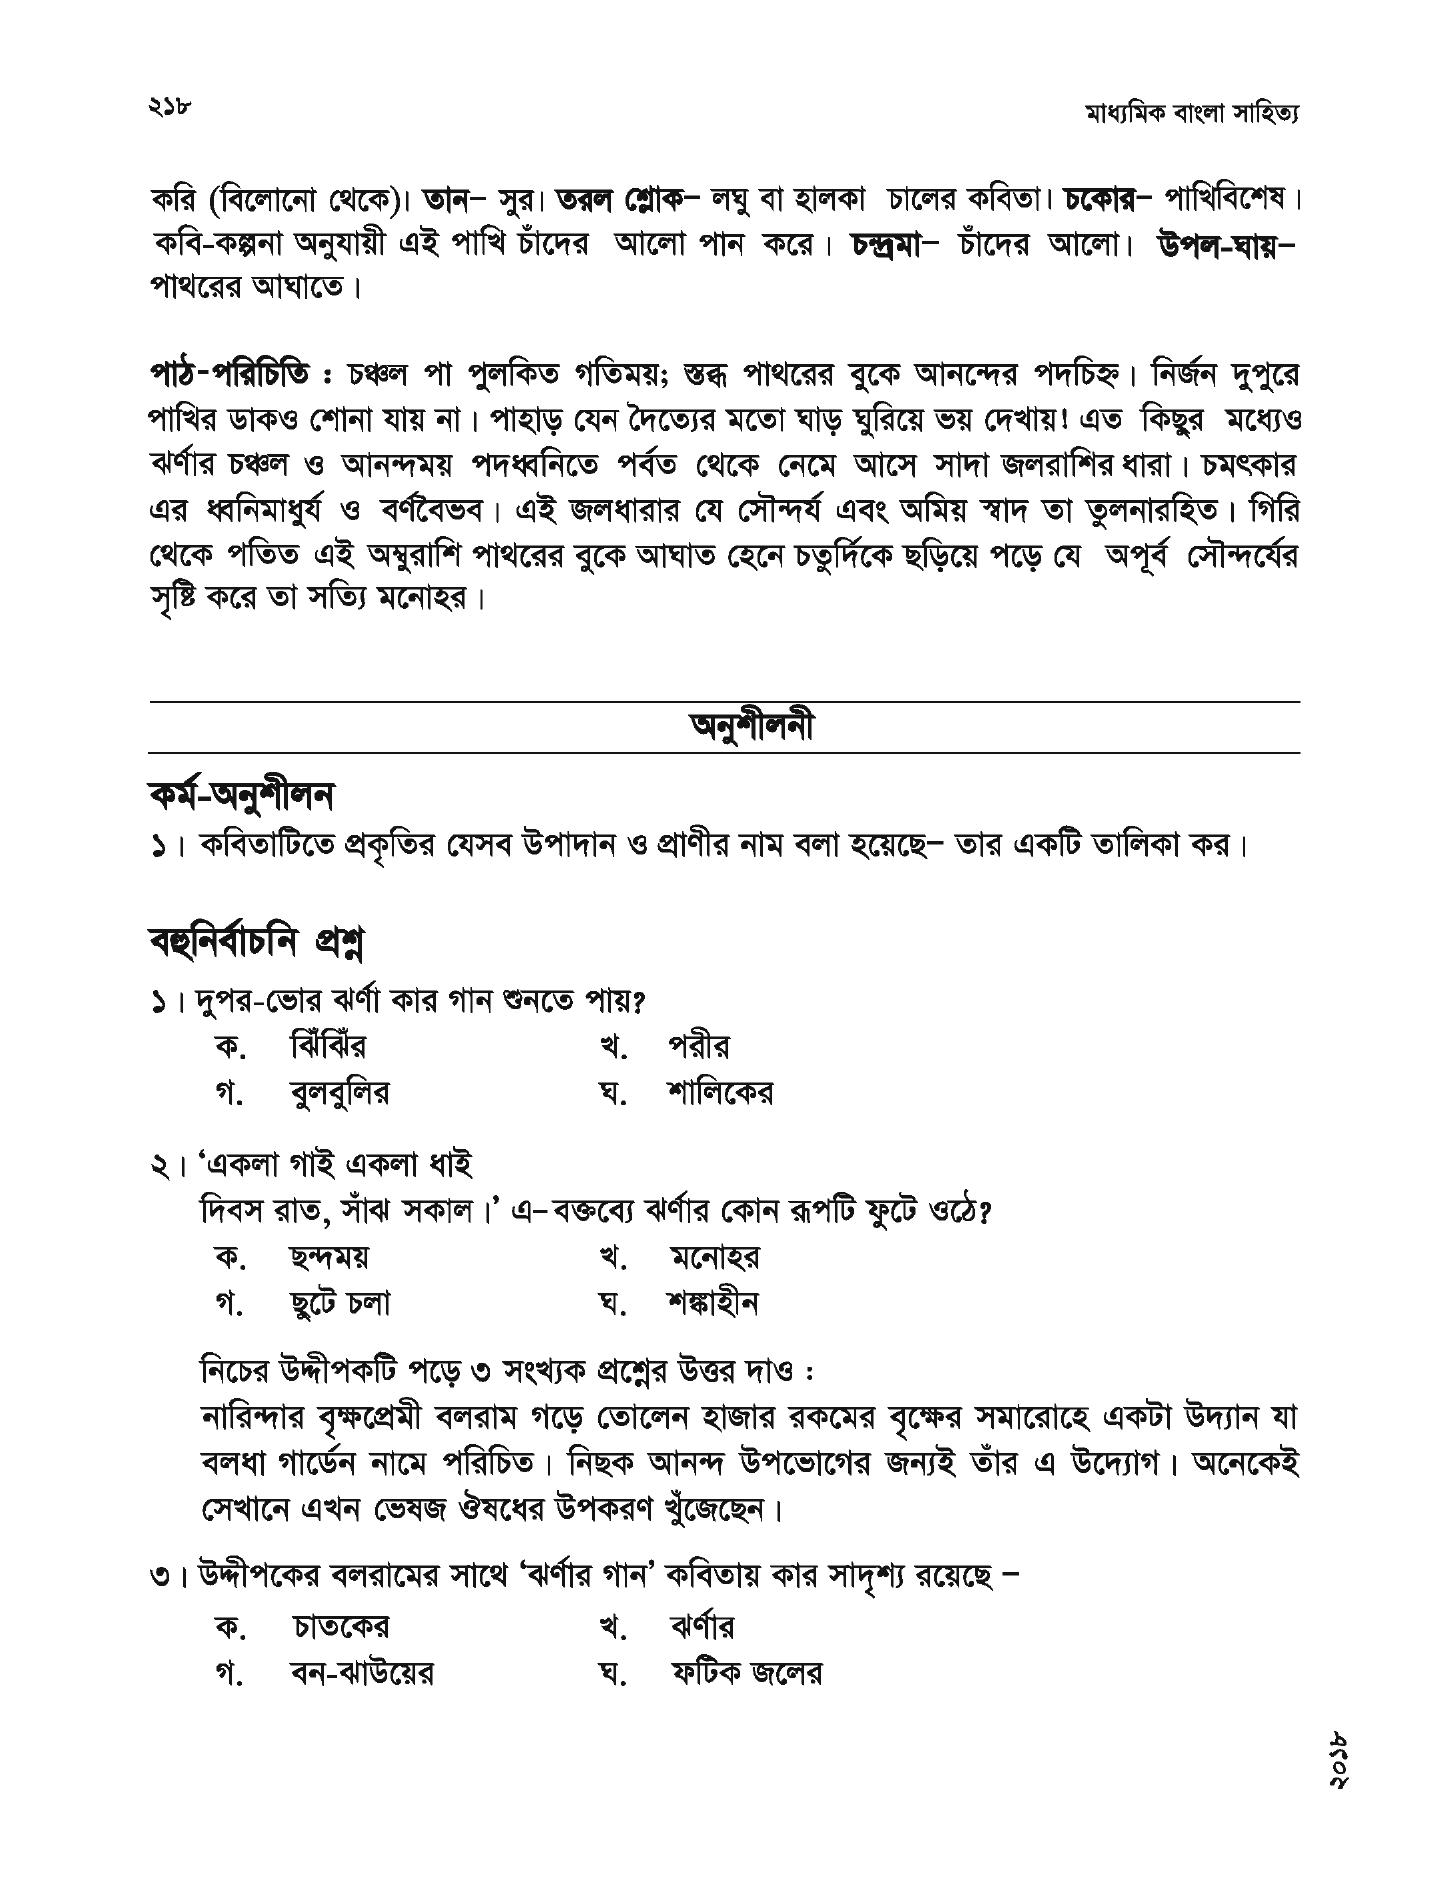 ২১৮
মাধ্যমিক বাংলা সাহিত্য
করি (বিলোনো থেকে)। তান– সুর। তরল শ্লোক– লঘু বা হালকা চালের কবিতা। চকোর– পাখিবিশেষ।
কবি-কল্পনা অনুযায়ী এই পাখি চাঁদের আলো পান করে। চন্দ্রমা– চাঁদের আলো। উপল-ঘায়–
পাথরের আঘাতে।
পাঠ-পরিচিতি : চঞ্চল পা পুলকিত গতিময়; স্তব্ধ পাথরের বুকে আনন্দের পদচিহ্ন। নির্জন দুপুরে
পাখির ডাকও শোনা যায় না। পাহাড় যেন দৈত্যের মতো ঘাড় ঘুরিয়ে ভয় দেখায়! এত কিছুর মধ্যেও
ঝর্ণার চঞ্চল ও আনন্দময় পদধ্বনিতে পর্বত থেকে নেমে আসে সাদা জলরাশির ধারা। চমৎকার
এর ধ্বনিমাধুর্য ও বর্ণবৈভব। এই জলধারার যে সৌন্দর্য এবং অমিয় স্বাদ তা তুলনারহিত। গিরি
থেকে পতিত এই অম্বুরাশি পাথরের বুকে আঘাত হেনে চতুর্দিকে ছড়িয়ে পড়ে যে অপূর্ব সৌন্দর্যের
সৃষ্টি করে তা সত্যি মনোহর।
অনুশীলনী
কর্ম-অনুশীলন
১। কবিতাটিতে প্রকৃতির যেসব উপাদান ও প্রাণীর নাম বলা হয়েছে– তার একটি তালিকা কর।
বহুনির্বাচনি প্রশ্ন
১। দুপর-ভোর ঝর্ণা কার গান শুনতে পায়?
ক. ঝিঁঝিঁর খ. পরীর
গ. বুলবুলির ঘ. শালিকের
২। ‘একলা গাই একলা ধাই
দিবস রাত, সাঁঝ সকাল।’ এ–বক্তব্যে ঝর্ণার কোন রূপটি ফুটে ওঠে?
ক. ছন্দময় খ. মনোহর
গ. ছুটে চলা ঘ. শঙ্কাহীন
নিচের উদ্দীপকটি পড়ে ৩ সংখ্যক প্রশ্নের উত্তর দাও :
নারিন্দার বৃক্ষপ্রেমী বলরাম গড়ে তোলেন হাজার রকমের বৃক্ষের সমারোহে একটা উদ্যান যা
বলধা গার্ডেন নামে পরিচিত। নিছক আনন্দ উপভোগের জন্যই তাঁর এ উদ্যোগ। অনেকেই
সেখানে এখন ভেষজ ঔষধের উপকরণ খুঁজেছেন।
৩। উদ্দীপকের বলরামের সাথে ‘ঝর্ণার গান’ কবিতায় কার সাদৃশ্য রয়েছে –
ক. চাতকের খ. ঝর্ণার
গ. বন-ঝাউয়ের ঘ. ফটিক জলের
২০১৮